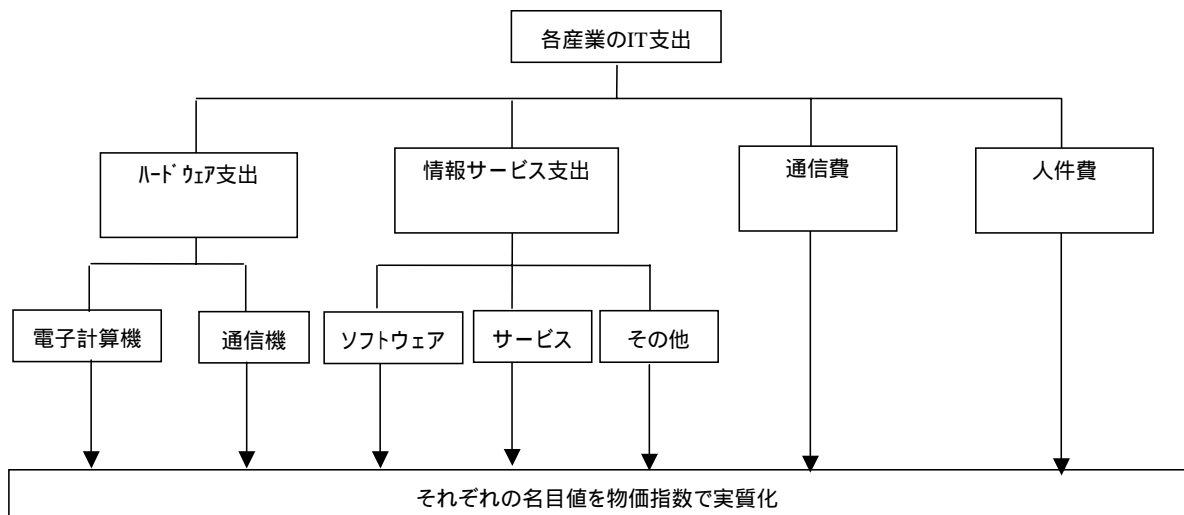 各産業のIT支出
ﾊｰﾄﾞｳｪｱ支出
情報サービス支出
通信費
人件費
電子計算機
通信機
ソフトウェア
サービス
その他
それぞれの名目値を物価指数で実質化